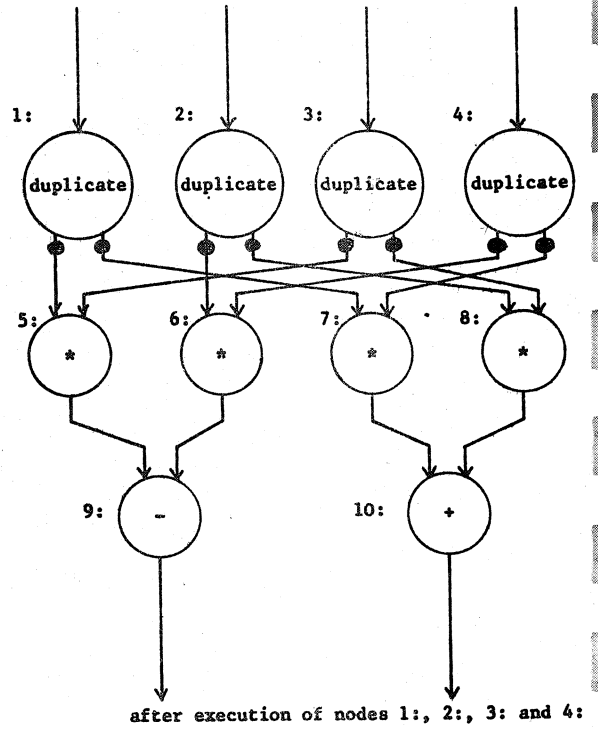 1: 2: 3: 4:
duplicate duplicate duplicate duplicate
5: 6: 7: 8:
* * * *
9: - 10: +
after execution of nodes 1:, 2:, 3: and 4: